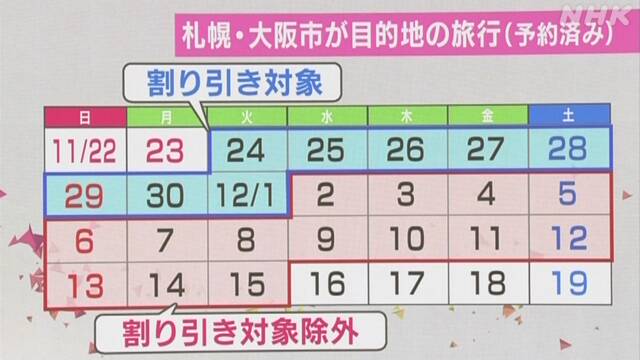 NHK
札幌・大阪市が目的地の旅行(予約済み)
割り引き対象
日 月 火 水 木 金 土
11/22 23 24 25 26 27 28
29 30 12/1 2 3 4 5
6 7 8 9 10 11 12
13 14 15 16 17 18 19
割り引き対象除外